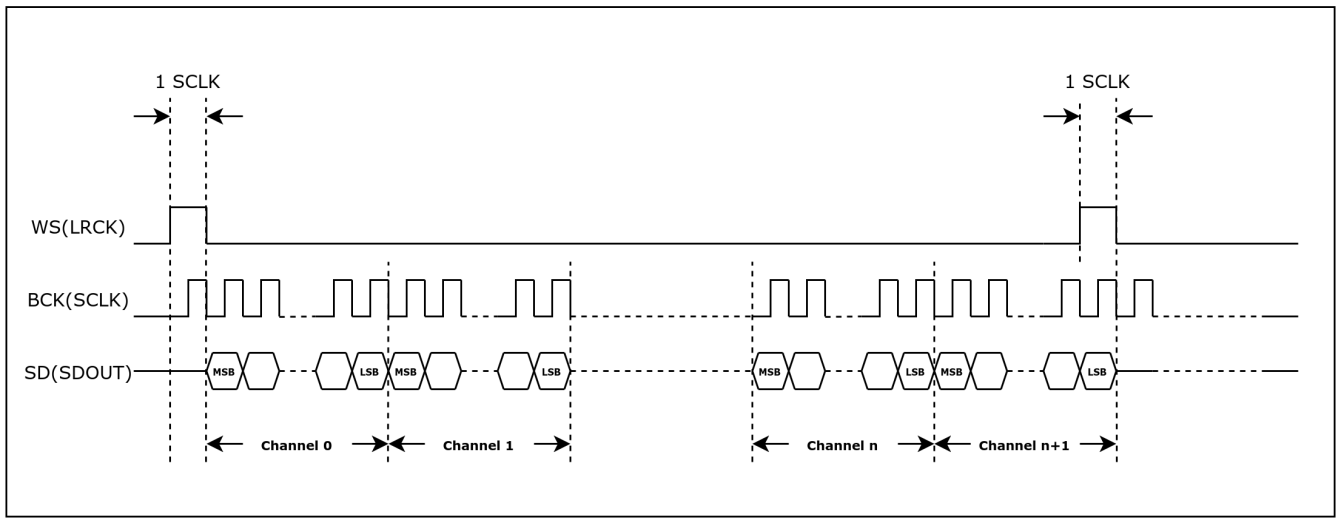 1 SCLK 1 SCLK
WS(LRCK)
BCK(SCLK)
SD(SDOUT) MSB LSB MSB LSB MSB LSB MSB LSB
Channel 0 Channel 1 Channel n Channel n+1